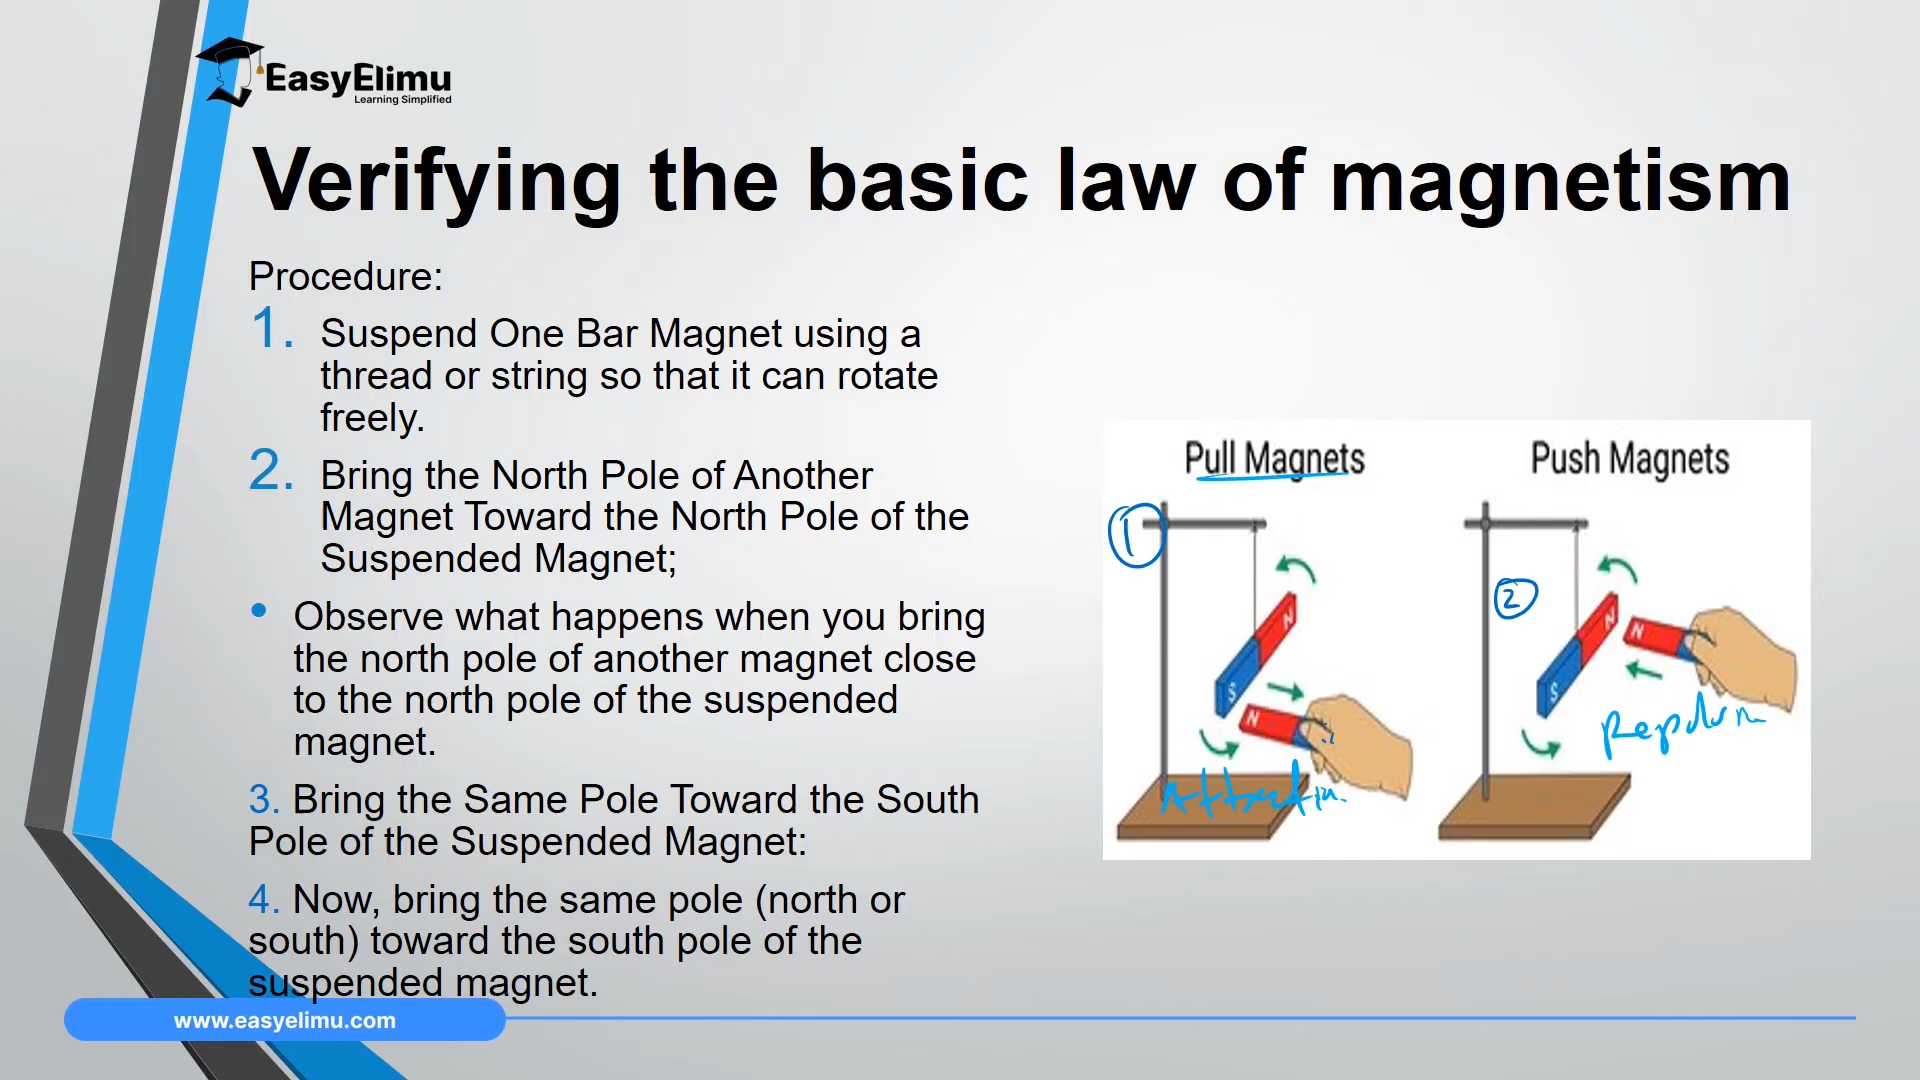 EasyElimu
Learning Simplified
Verifying the basic law of magnetism
Procedure:
1. Suspend One Bar Magnet using a
thread or string so that it can rotate
freely.
2. Bring the North Pole of Another
Magnet Toward the North Pole of the
Suspended Magnet;
• Observe what happens when you bring
the north pole of another magnet close
to the north pole of the suspended
magnet.
3. Bring the Same Pole Toward the South
Pole of the Suspended Magnet:
4. Now, bring the same pole (north or
south) toward the south pole of the
suspended magnet.
Pull Magnets
1
N
S
N
Push Magnets
2
N
N
S
www.easyelimu.com